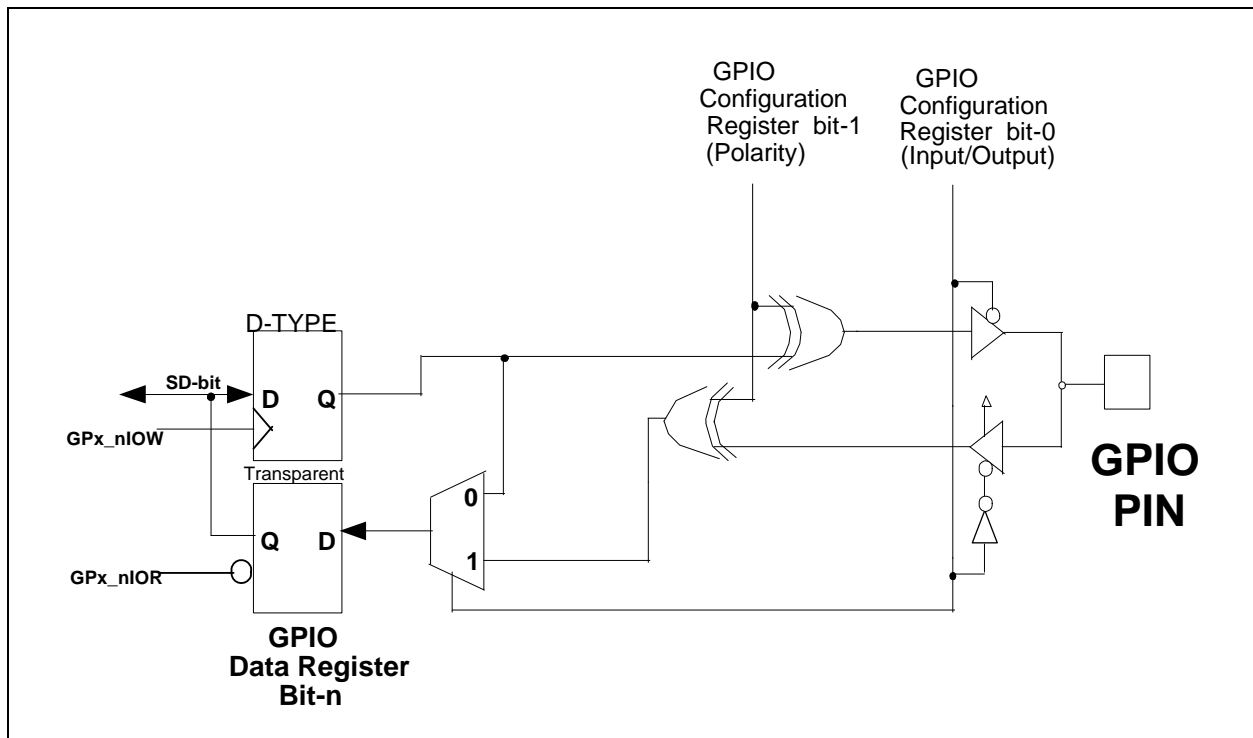 GPIO
Configuration
Register bit-1
(Polarity)
GPIO
Configuration
Register bit-0
(Input/Output)
D-TYPE
SD-bit
D
Q
GPx_nIOW
Transparent
0
Q
D
1
GPx_nIOR
GPIO
Data Register
Bit-n
GPIO
PIN